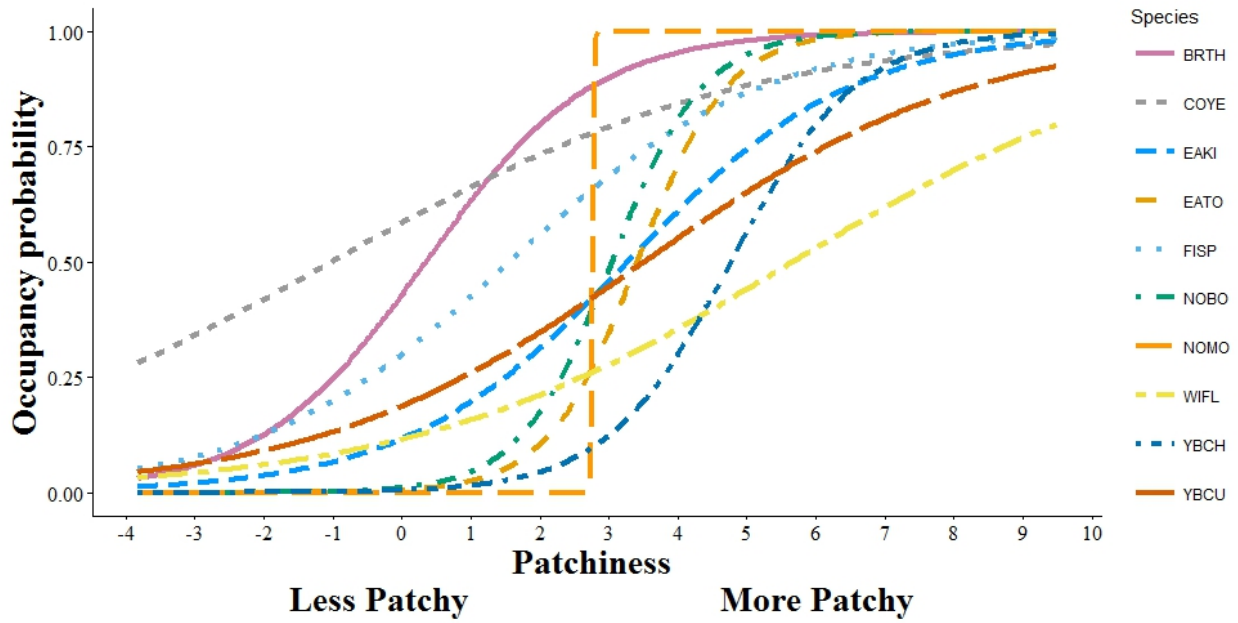 Species
BRTH
COYE
EAKI
EATO
FISP
NOBO
NOMO
WIFL
YBCH
YBCU
Occupancy probability
1.00
0.75
0.50
0.25
0.00
-4 -3 -2 -1 0 1 2 3 4 5 6 7 8 9 10
Patchiness
Less Patchy More Patchy